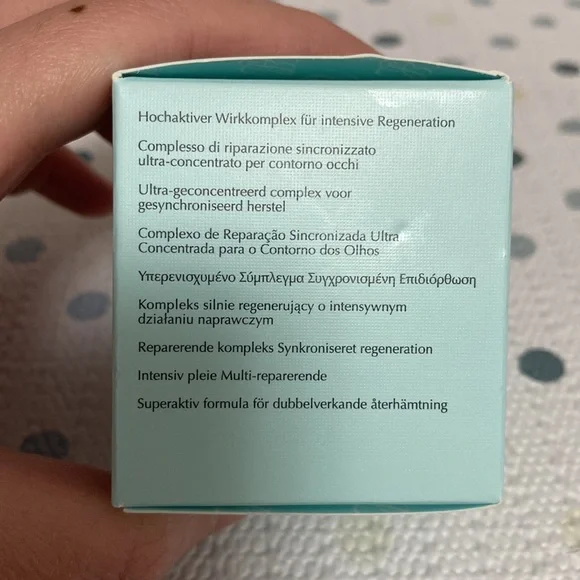 Hochaktiver Wirkkomplex für intensive Regeneration
Complesso di riparazione sincronizzato
ultra-concentrato per contorno occhi
Ultra-geconcentreerd complex voor
gesynchroniseerd herstel
Complexo de Reparação Sincronizada Ultra
Concentrada para o Contorno dos Olhos
Υπερενισχυμένο Σύμπλεγμα Συγχρονισμένη Επιδιόρθωση
Kompleks silnie regenerujący o intensywnym
działaniu naprawczym
Reparerende kompleks Synkroniseret regeneration
Intensiv pleie Multi-reparerende
Superaktiv formula för dubbelverkande återhämtning